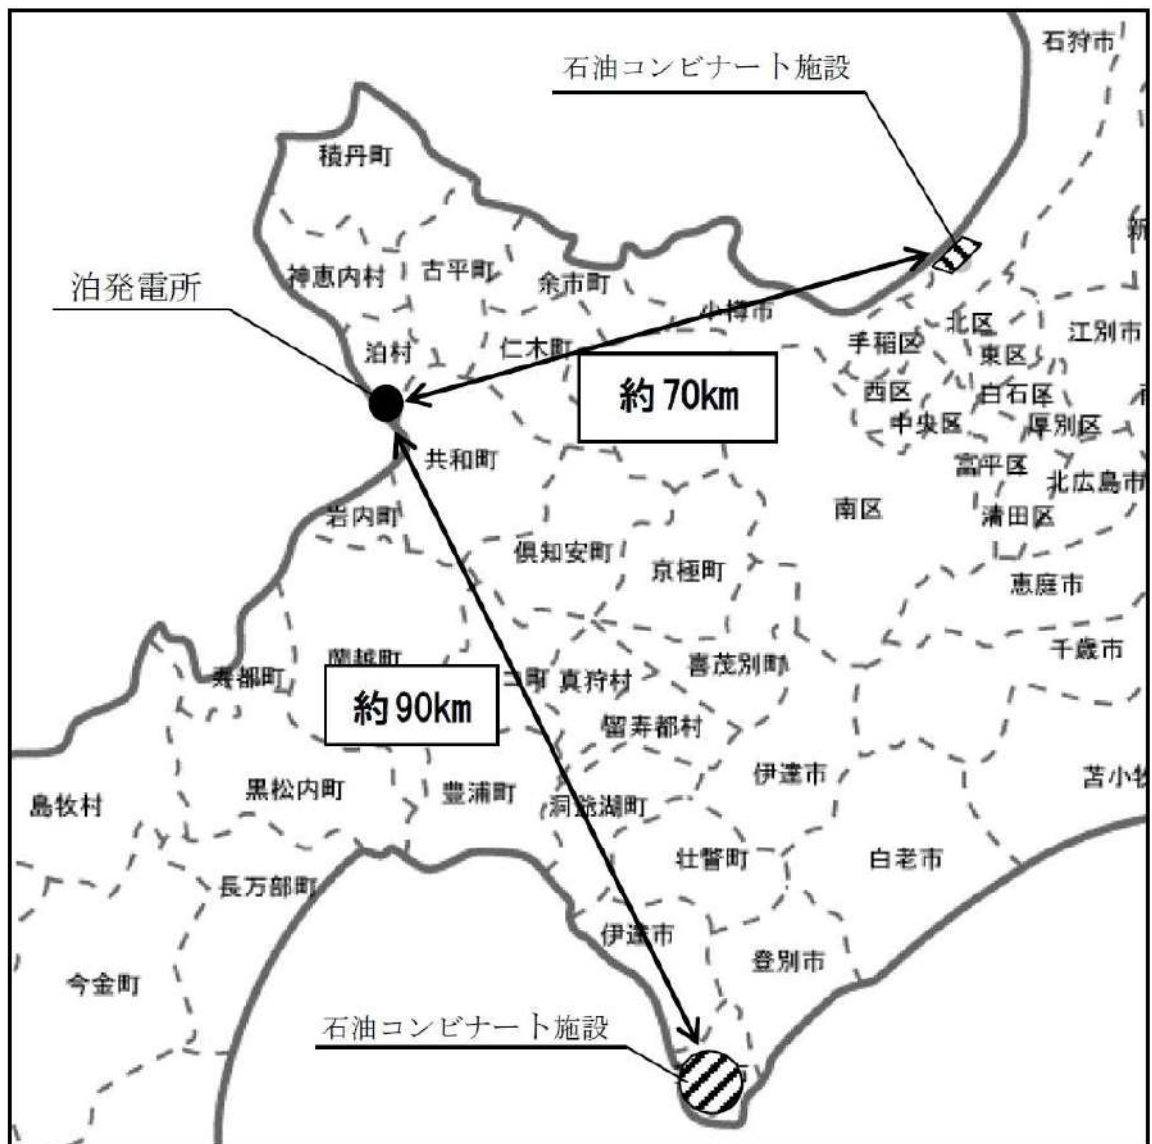 石狩市
石油コンビナート施設
積丹町
神恵内村
古平町
余市町
泊発電所
小樽市
北区
江別市
手稲区
東区
泊村
仁木町
西区
白石区
約70km
中央区
厚別区
共和町
富平区
北広島市
南区
清田区
岩内町
倶知安町
京極町
恵庭市
千歳市
蘭越町
喜茂別町
寿都町
真狩村
約90km
留寿都村
伊達市
苫小牧
黒松内町
豊浦町
洞爺湖町
島牧村
壮瞥町
白老市
長万部町
伊達市
登別市
今金町
石油コンビナート施設